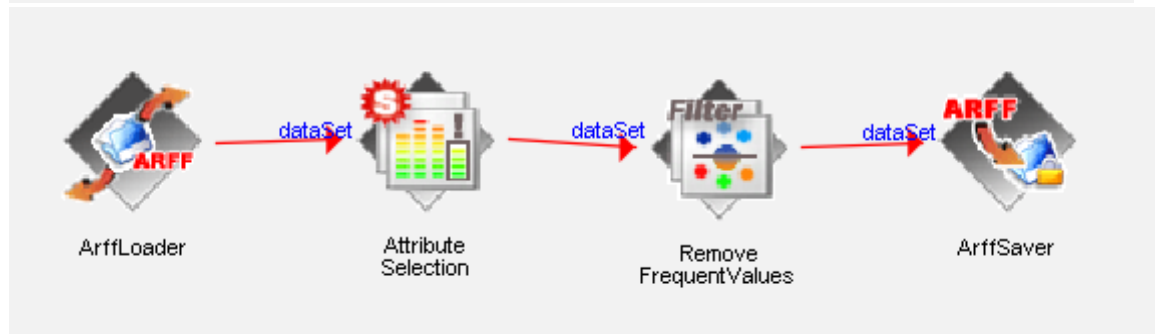 dataSet
dataSet
dataSet
S
!
ARFF
Filter
ARFF
ArffLoader
Attribute
Selection
Remove
FrequentValues
ArffSaver